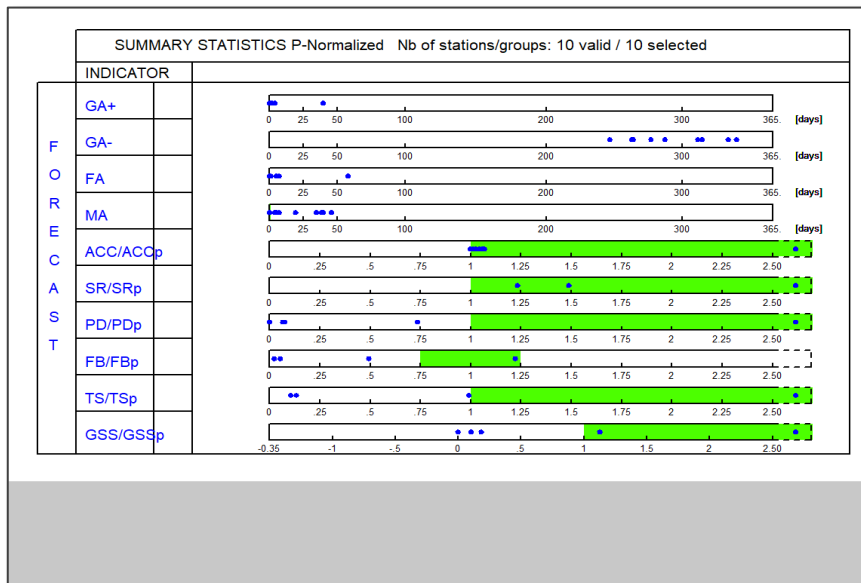 SUMMARY STATISTICS P-Normalized Nb of stations/groups: 10 valid / 10 selected
INDICATOR
FORECAST
GA+
0 25 50 100 200 300 365. [days]
GA-
0 25 50 100 200 300 365. [days]
FA
0 25 50 100 200 300 365. [days]
MA
0 25 50 100 200 300 365. [days]
ACC/ACCp
0 .25 .5 .75 1 1.25 1.5 1.75 2 2.25 2.50
SR/SRp
0 .25 .5 .75 1 1.25 1.5 1.75 2 2.25 2.50
PD/PDp
0 .25 .5 .75 1 1.25 1.5 1.75 2 2.25 2.50
FB/FBp
0 .25 .5 .75 1 1.25 1.5 1.75 2 2.25 2.50
TS/TSp
0 .25 .5 .75 1 1.25 1.5 1.75 2 2.25 2.50
GSS/GSSp
-0.35 -1 -.5 0 .5 1 1.5 2 2.50